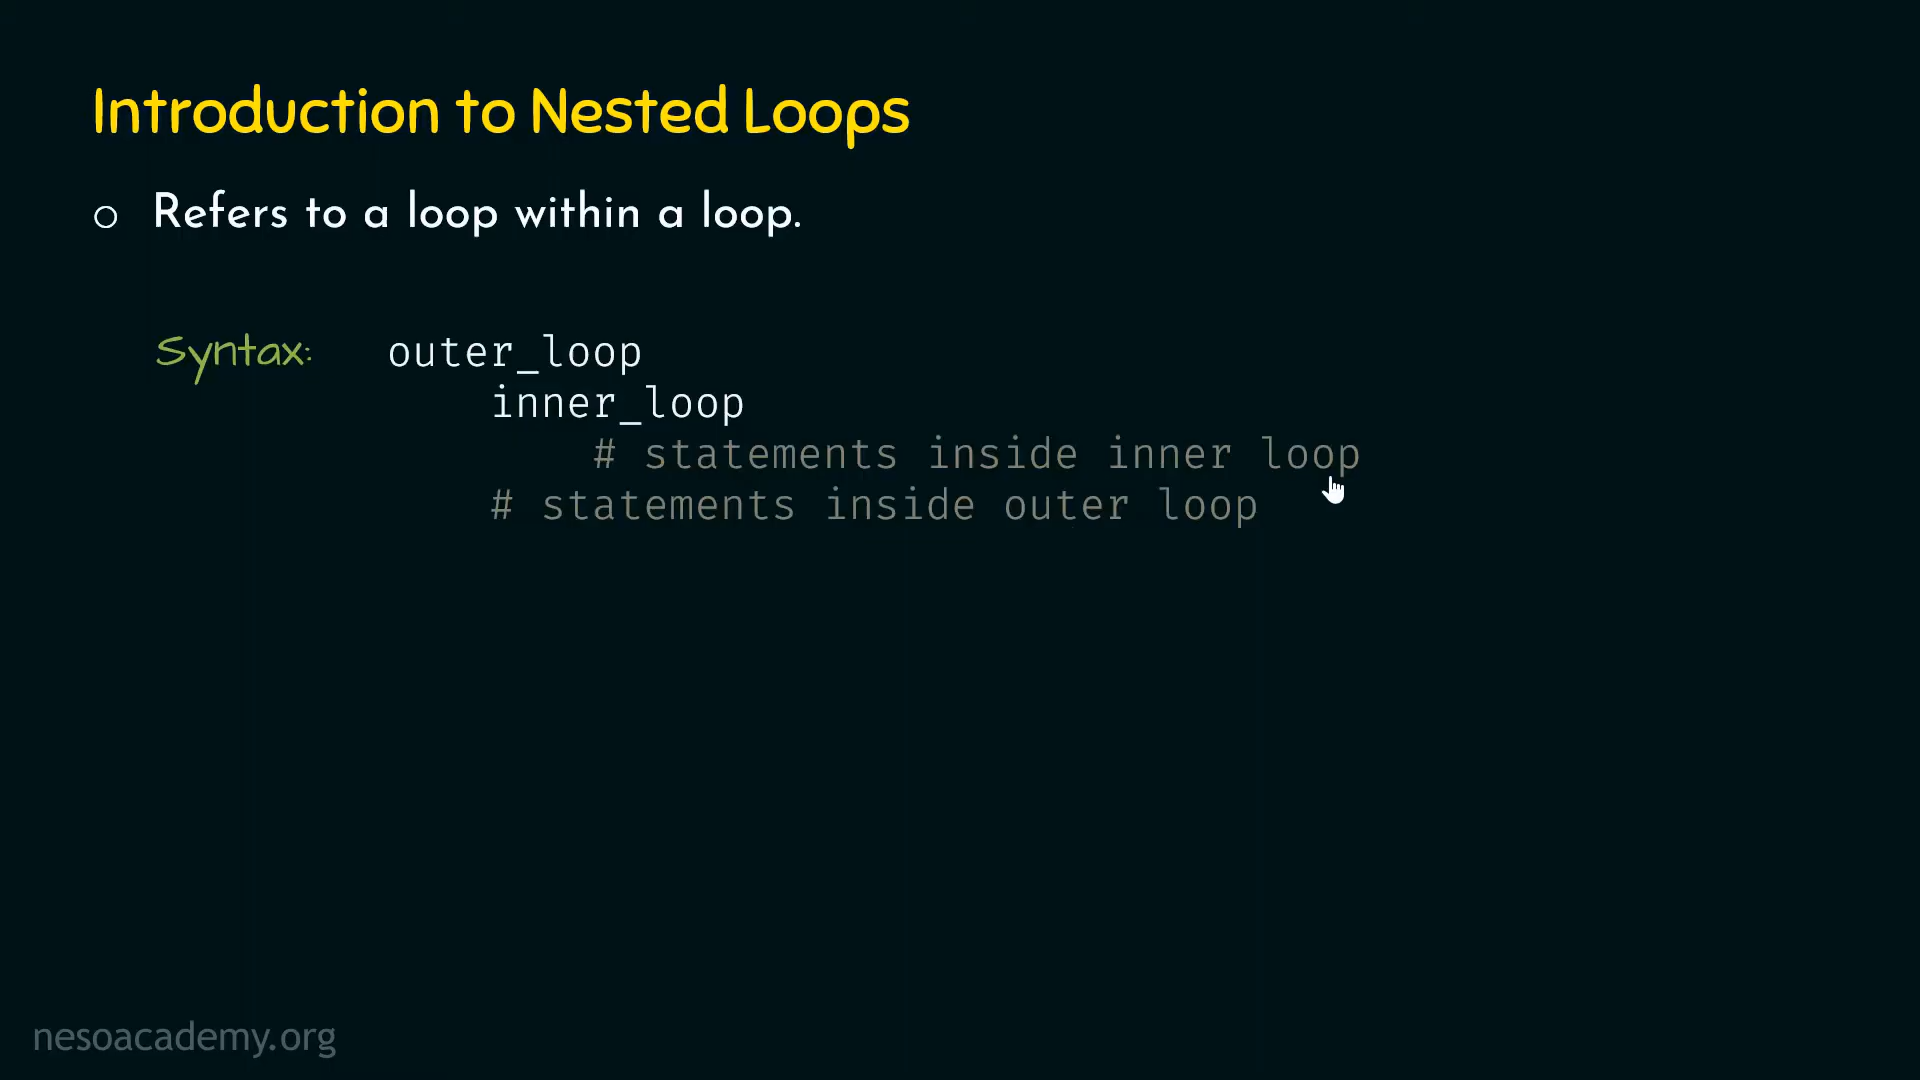 Introduction to Nested Loops
○ Refers to a loop within a loop.
Syntax: outer_loop
inner_loop
# statements inside inner loop
# statements inside outer loop
nesoacademy.org